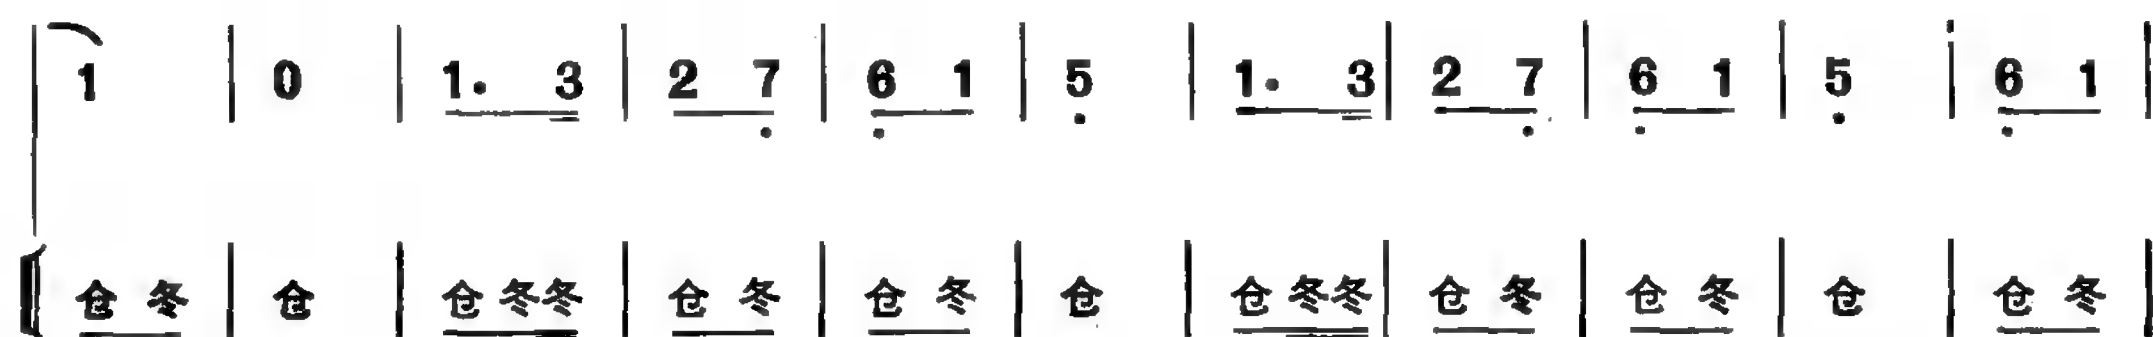 1 | 0 | 1. 3 | 2 7 | 6 1 | 5 | 1. 3 | 2 7 | 6 1 | 5 | 6 1 |
仓 冬 | 仓 | 仓 冬冬 | 仓 冬 | 仓 冬 | 仓 | 仓 冬冬 | 仓 冬 | 仓 冬 | 仓 | 仓 冬 |